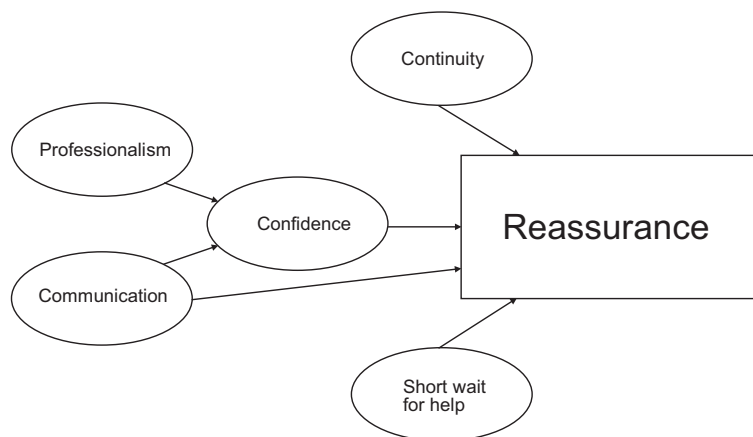 Continuity
Professionalism
Confidence
Reassurance
Communication
Short wait
for help